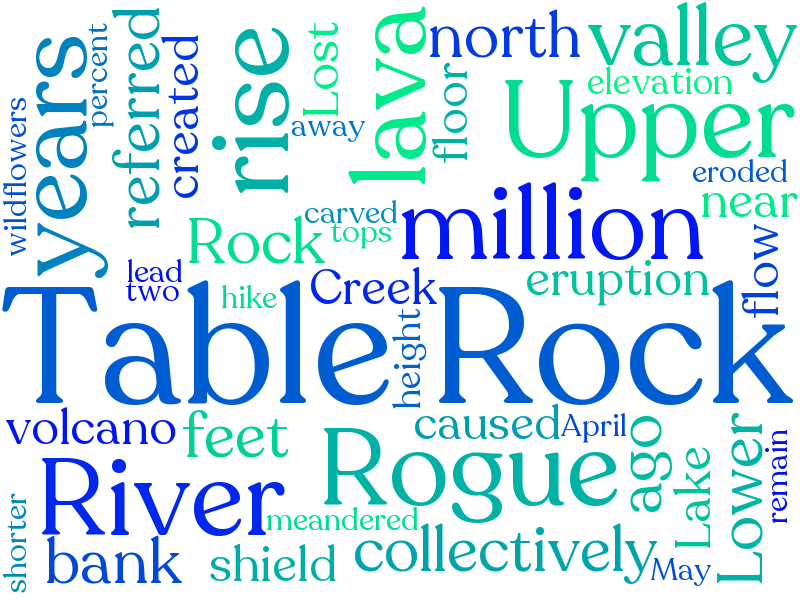 wildflowers
years
percent
referred
created
rise
Lost
away
lava
floor
north
valley
elevation
Upper
eroded
near
Rock
carved
tops
million
lead
two
hike
Creek
eruption
flow
Table Rock
height
volcano
feet
caused
April
ago
Rogue
River
Lake
Lower
remain
meandered
shorter
bank
shield
collectively
May